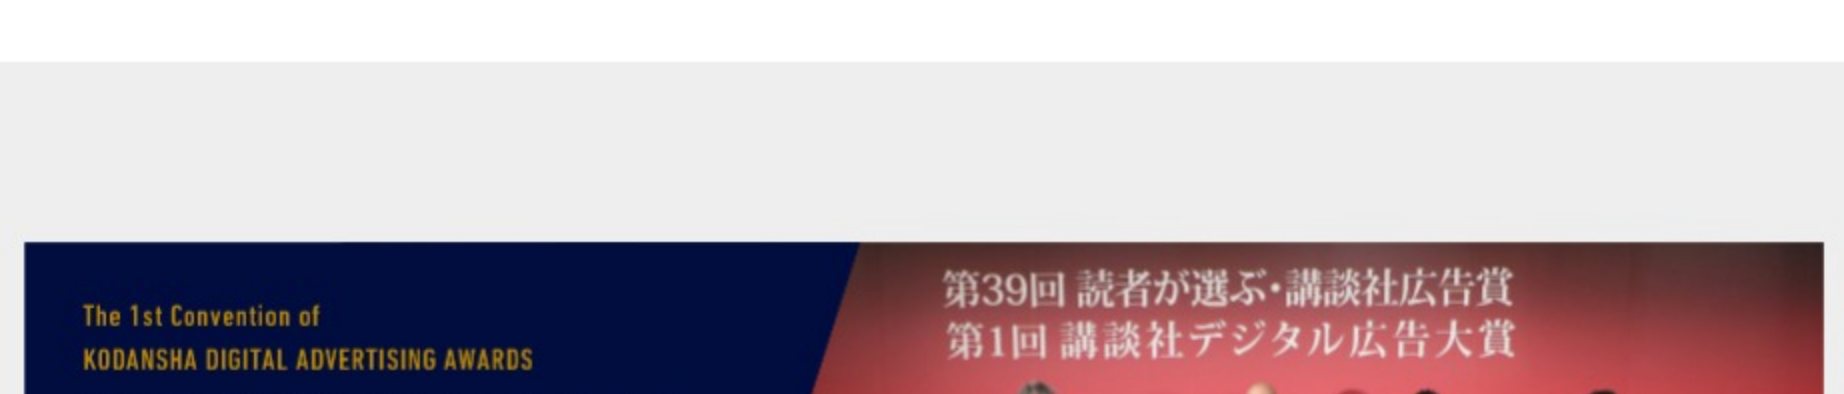 The 1st Convention of
KODANSHA DIGITAL ADVERTISING AWARDS
第39回 読者が選ぶ・講談社広告賞
第1回 講談社デジタル広告大賞